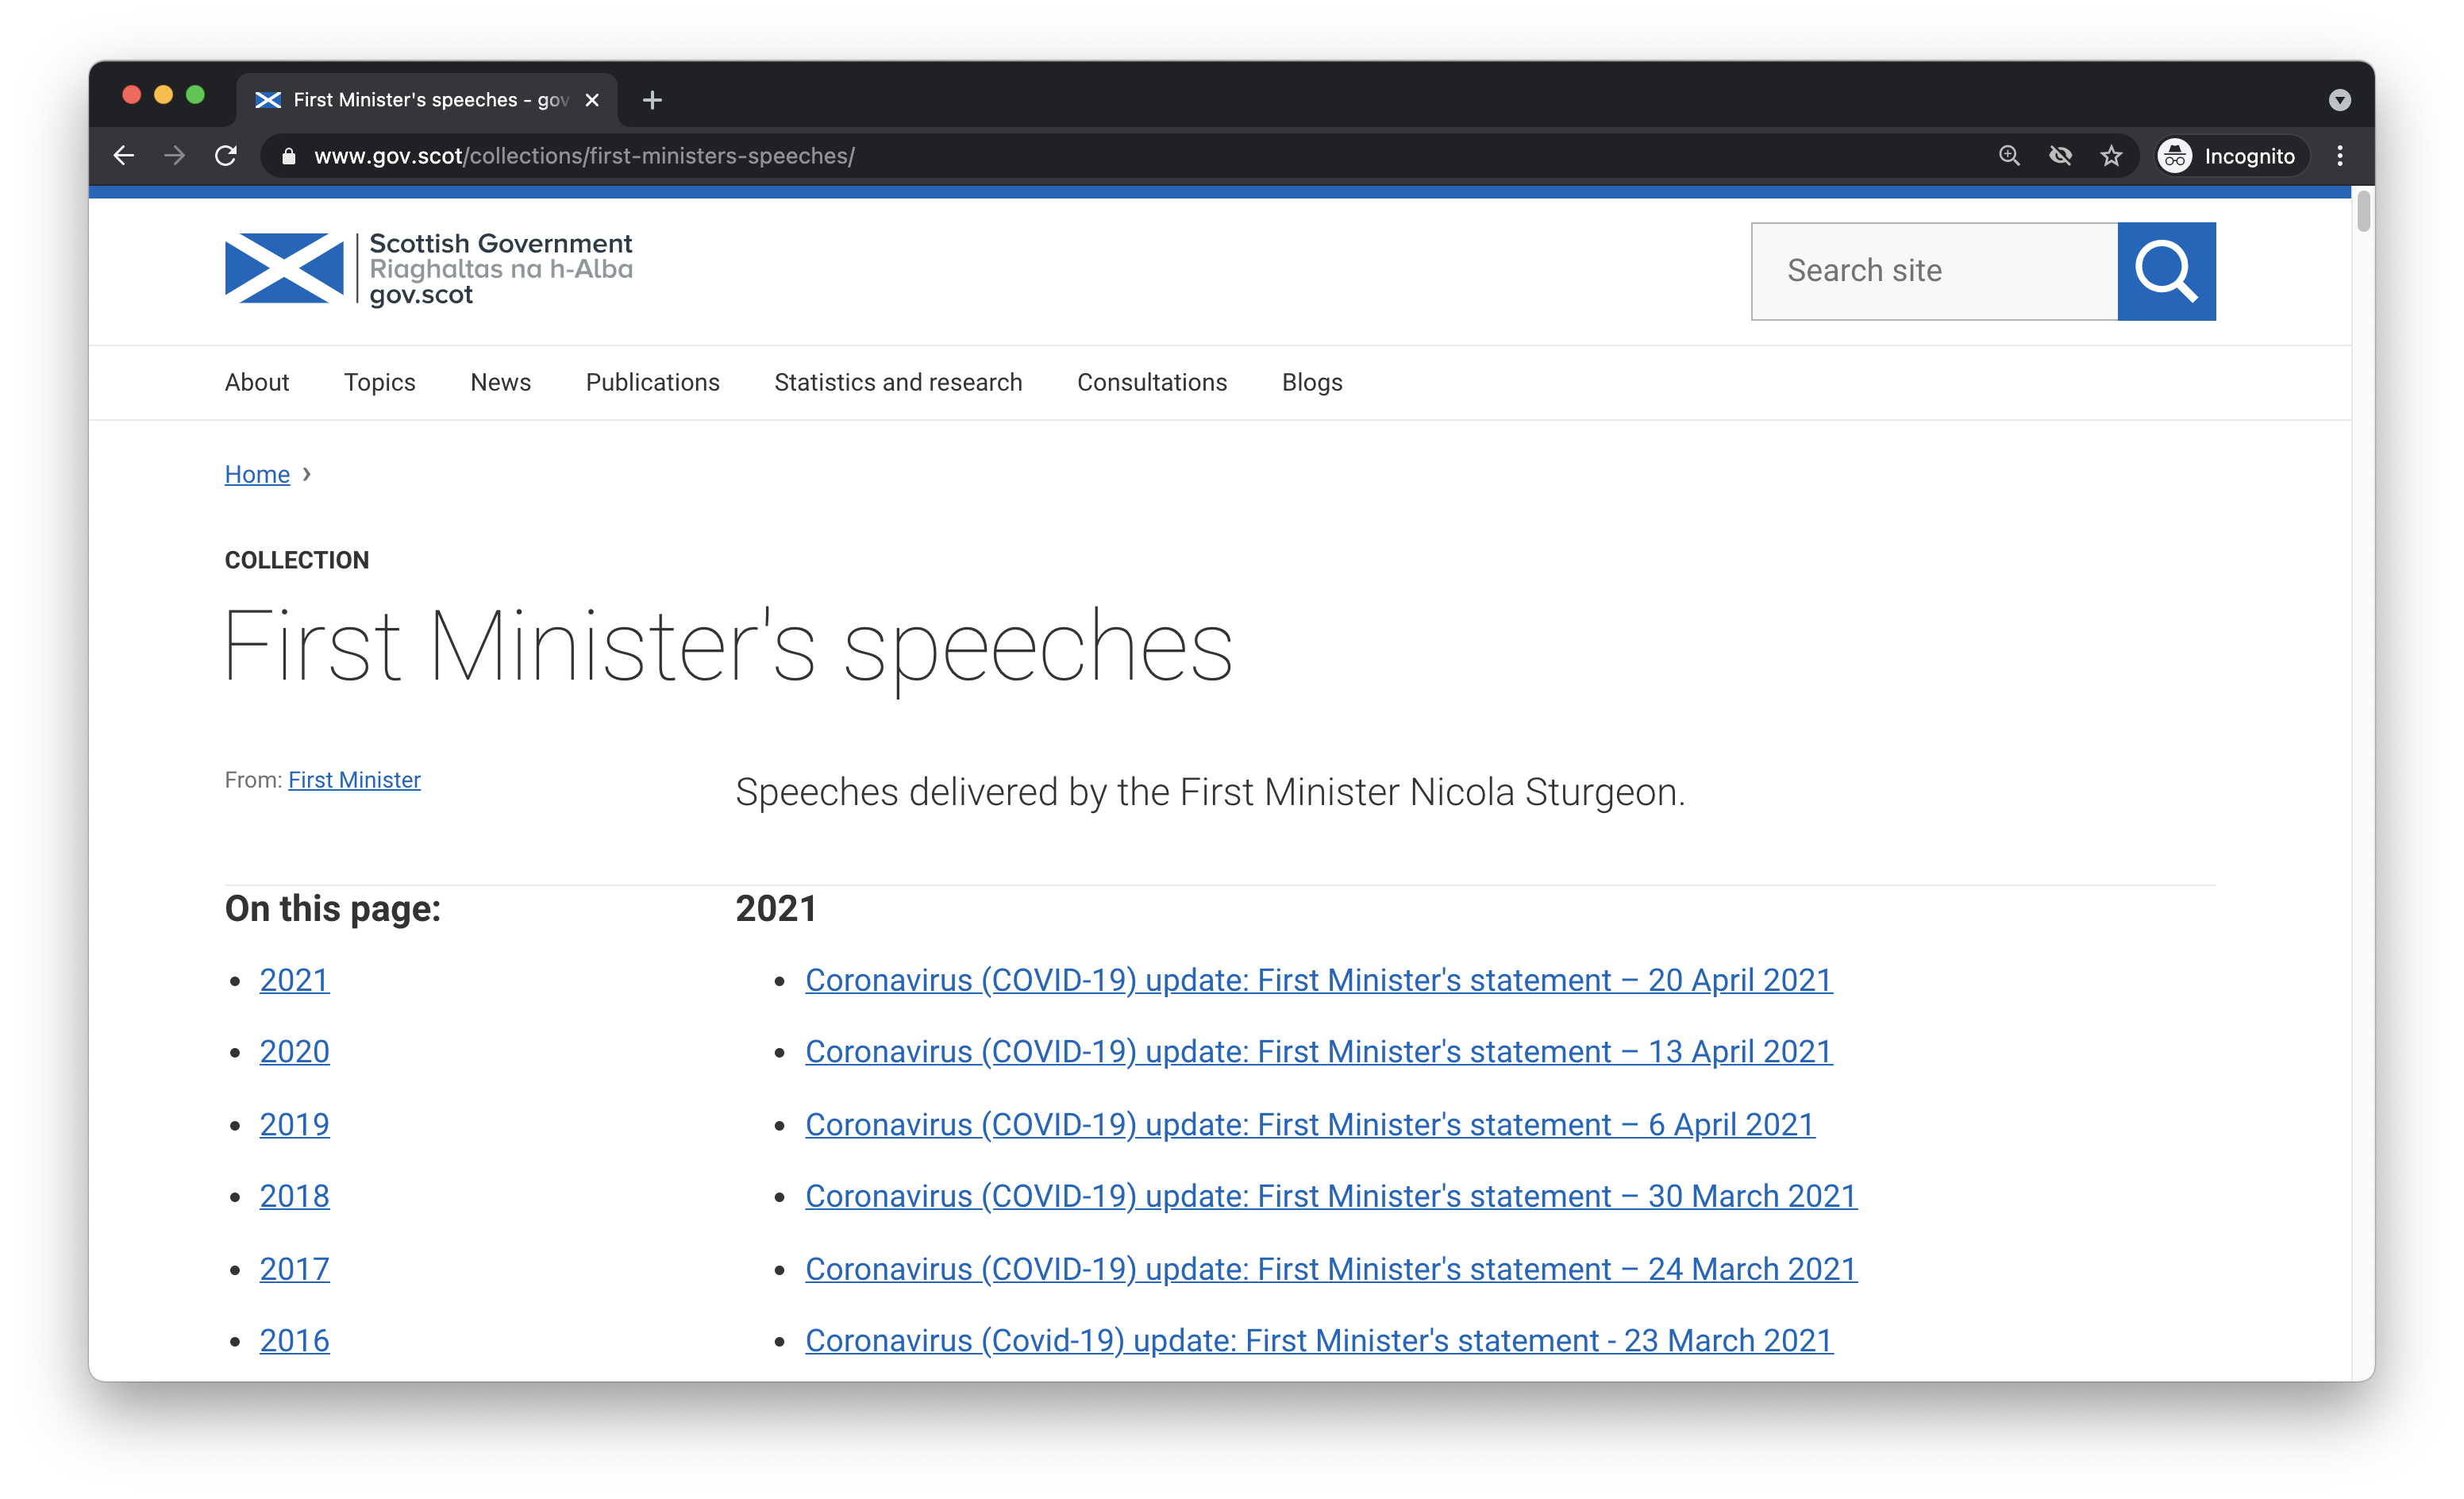 First Minister's speeches - gov
www.gov.scot/collections/first-ministers-speeches/
Incognito
Scottish Government
Riaghaltas na h-Alba
gov.scot
Search site
About Topics News Publications Statistics and research Consultations Blogs
Home ›
COLLECTION
First Minister's speeches
From: First Minister
Speeches delivered by the First Minister Nicola Sturgeon.
On this page:
2021
2020
2019
2018
2017
2016
2021
Coronavirus (COVID-19) update: First Minister's statement – 20 April 2021
Coronavirus (COVID-19) update: First Minister's statement – 13 April 2021
Coronavirus (COVID-19) update: First Minister's statement – 6 April 2021
Coronavirus (COVID-19) update: First Minister's statement – 30 March 2021
Coronavirus (COVID-19) update: First Minister's statement – 24 March 2021
Coronavirus (Covid-19) update: First Minister's statement - 23 March 2021